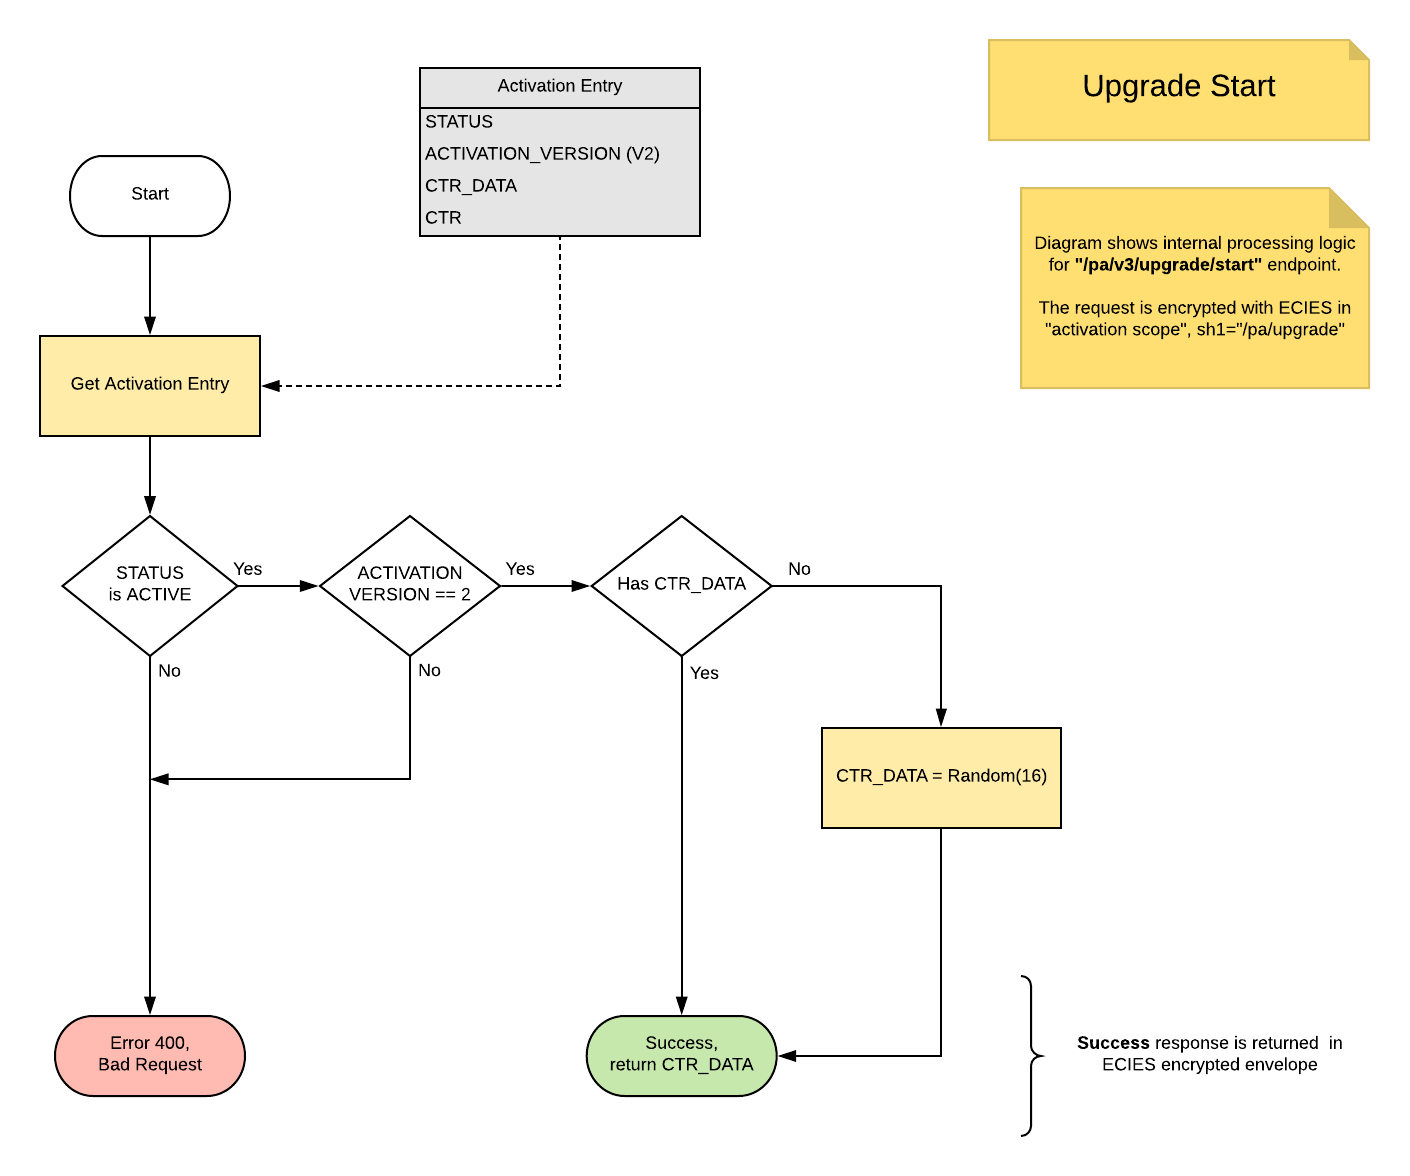 Upgrade Start
Activation Entry
STATUS
ACTIVATION_VERSION (V2)
CTR_DATA
CTR
Start
Diagram shows internal processing logic
for "/pa/v3/upgrade/start" endpoint.
The request is encrypted with ECIES in
"activation scope", sh1="/pa/upgrade"
Get Activation Entry
STATUS
is ACTIVE
Yes
No
ACTIVATION
VERSION == 2
Yes
No
Has CTR_DATA
No
Yes
CTR_DATA = Random(16)
Error 400,
Bad Request
Success,
return CTR_DATA
Success response is returned  in
ECIES encrypted envelope